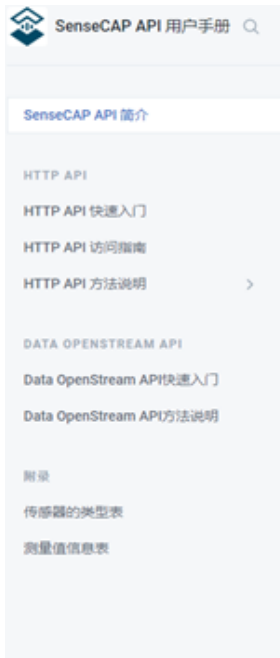 SenseCAP API 用户手册
SenseCAP API 简介
HTTP API
HTTP API 快速入门
HTTP API 访问指南
HTTP API 方法说明
DATA OPENSTREAM API
Data OpenStream API快速入门
Data OpenStream API方法说明
附录
传感器的类型表
测量值信息表